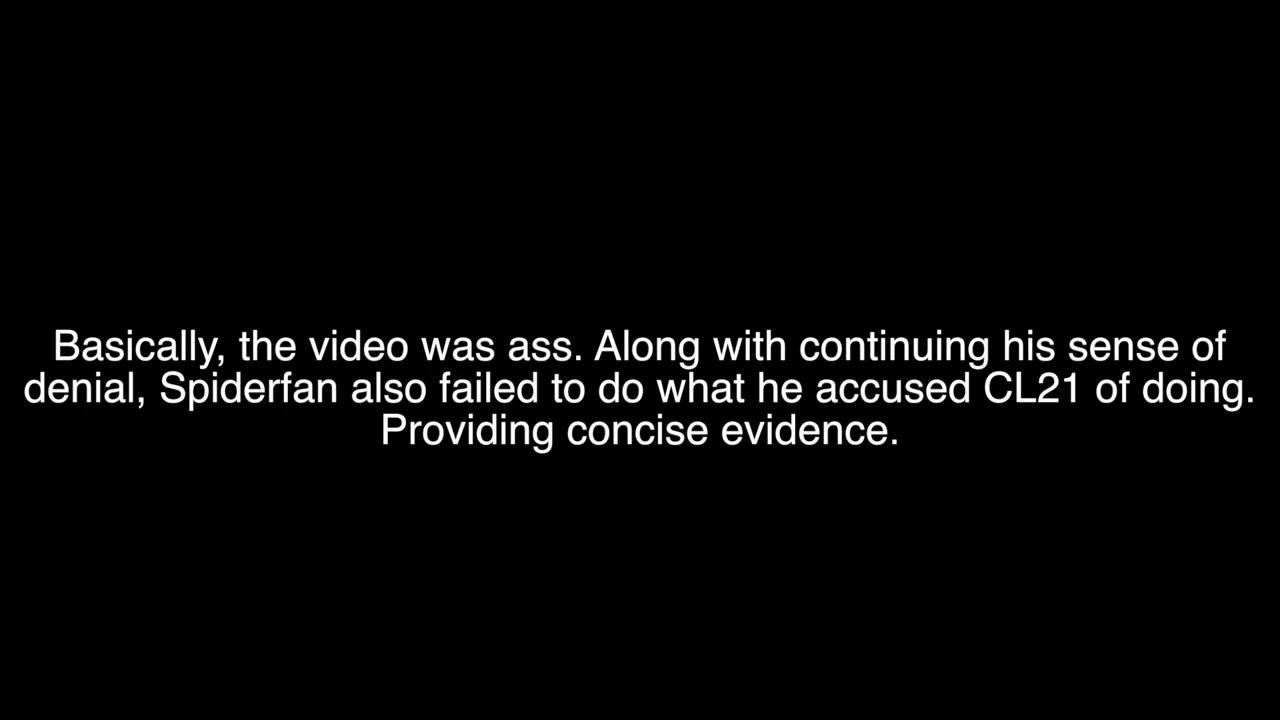 Basically, the video was ass. Along with continuing his sense of
denial, Spiderfan also failed to do what he accused CL21 of doing.
Providing concise evidence.